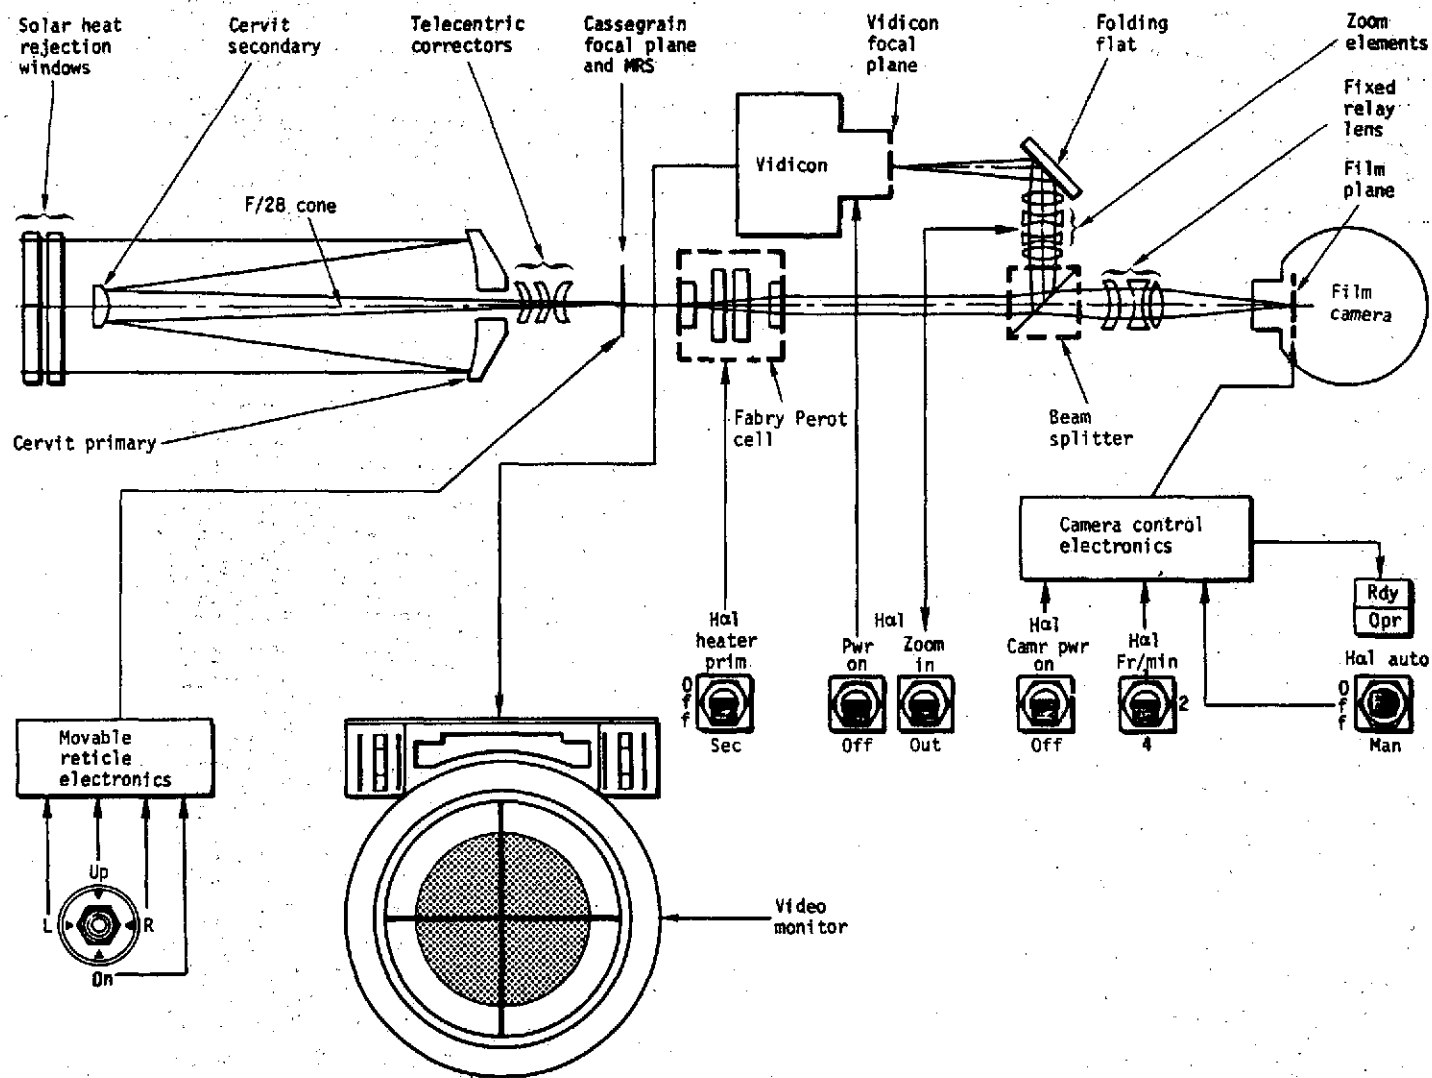 Solar heat
rejection
windows
Cervit
secondary
Telecentric
correctors
Cassegrain
focal plane
and MRS
Vidicon
focal
plane
Folding
flat
Zoom
elements
Fixed
relay
lens
Film
plane
F/28 cone
Vidicon
Film
camera
Cervit primary
Fabry Perot
cell
Beam
splitter
Camera control
electronics
Rdy
Opr
Hα1
heater
prim
Off
Sec
Hα1
Pwr
on
Off
Zoom
in
Out
Hα1
Camr pwr
on
Off
Hα1
Fr/min
1
2
4
Hα1 auto
Off
Man
Movable
reticle
electronics
Up
L
R
On
Video
monitor